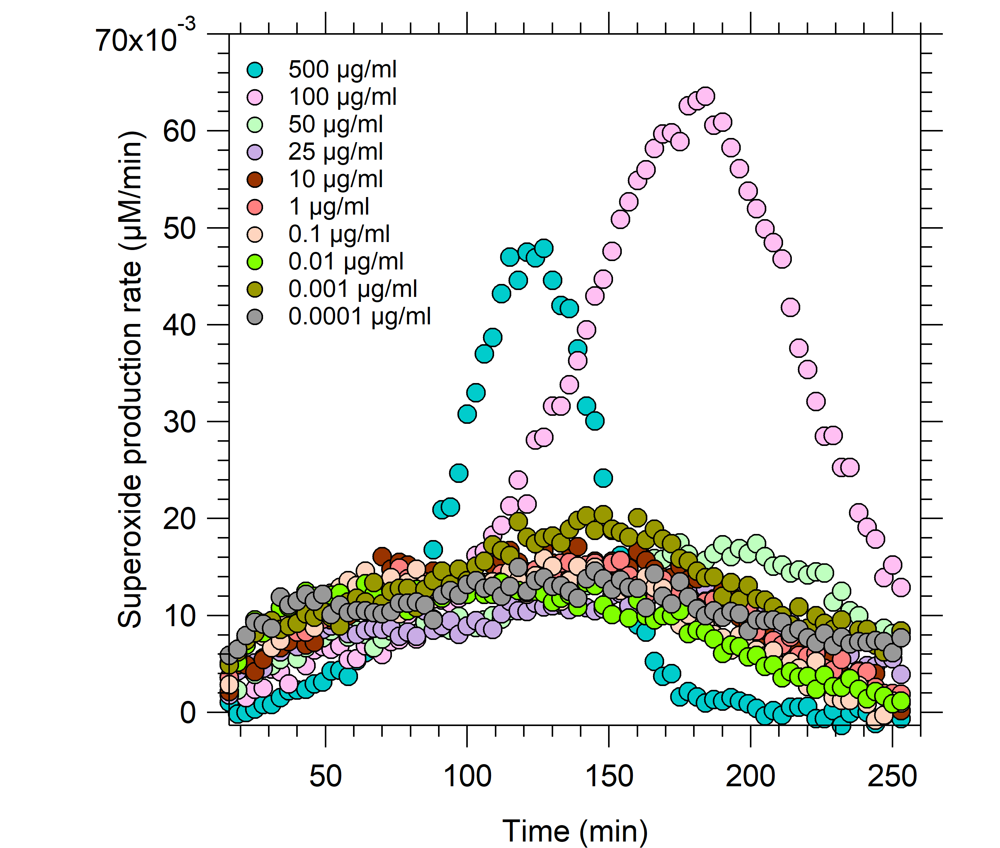 70x10-3
60
50
40
30
20
10
0
Superoxide production rate (µM/min)
500 µg/ml
100 µg/ml
50 µg/ml
25 µg/ml
10 µg/ml
1 µg/ml
0.1 µg/ml
0.01 µg/ml
0.001 µg/ml
0.0001 µg/ml
50 100 150 200 250
Time (min)